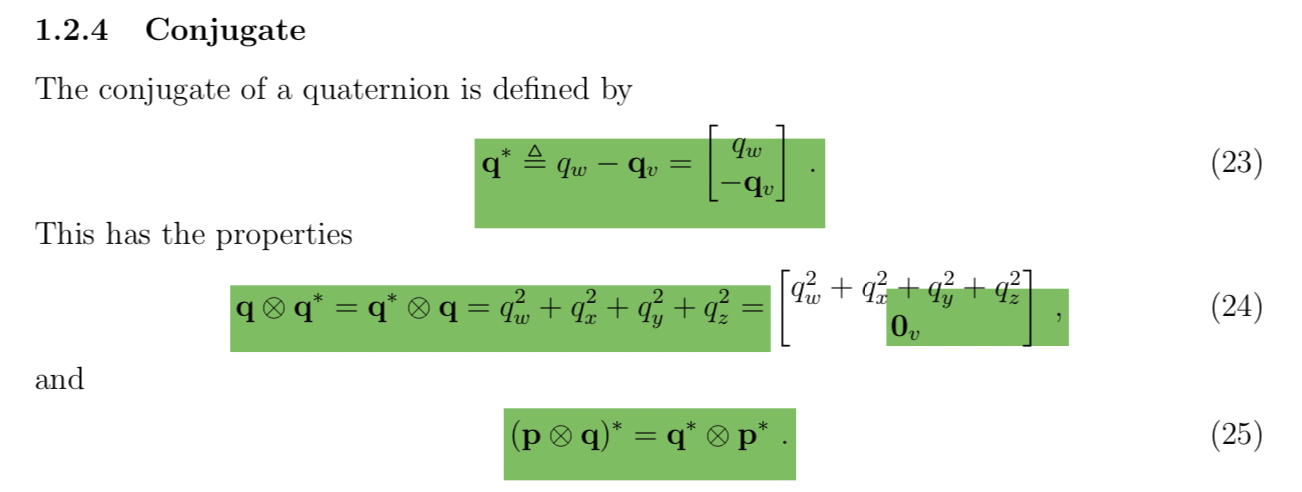 1.2.4 Conjugate
The conjugate of a quaternion is defined by
$\mathbf{q}^* \triangleq q_w - \mathbf{q}_v = \begin{bmatrix} q_w \\ -\mathbf{q}_v \end{bmatrix} .$ (23)
This has the properties
$\mathbf{q} \otimes \mathbf{q}^* = \mathbf{q}^* \otimes \mathbf{q} = q_w^2 + q_x^2 + q_y^2 + q_z^2 = \begin{bmatrix} q_w^2 + q_x^2 + q_y^2 + q_z^2 \\ \mathbf{0}_v \end{bmatrix} ,$ (24)
and
$(\mathbf{p} \otimes \mathbf{q})^* = \mathbf{q}^* \otimes \mathbf{p}^* .$ (25)